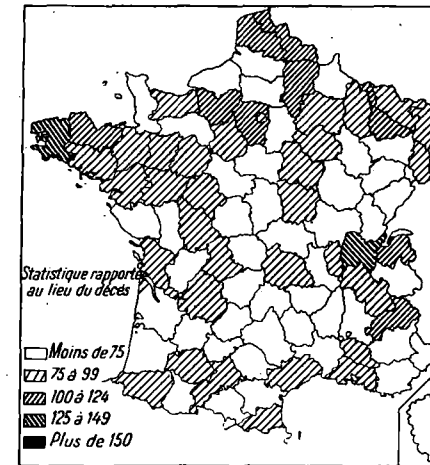 Statistique rapportée
au lieu du décès
Moins de 75
75 à 99
100 à 124
125 à 149
Plus de 150